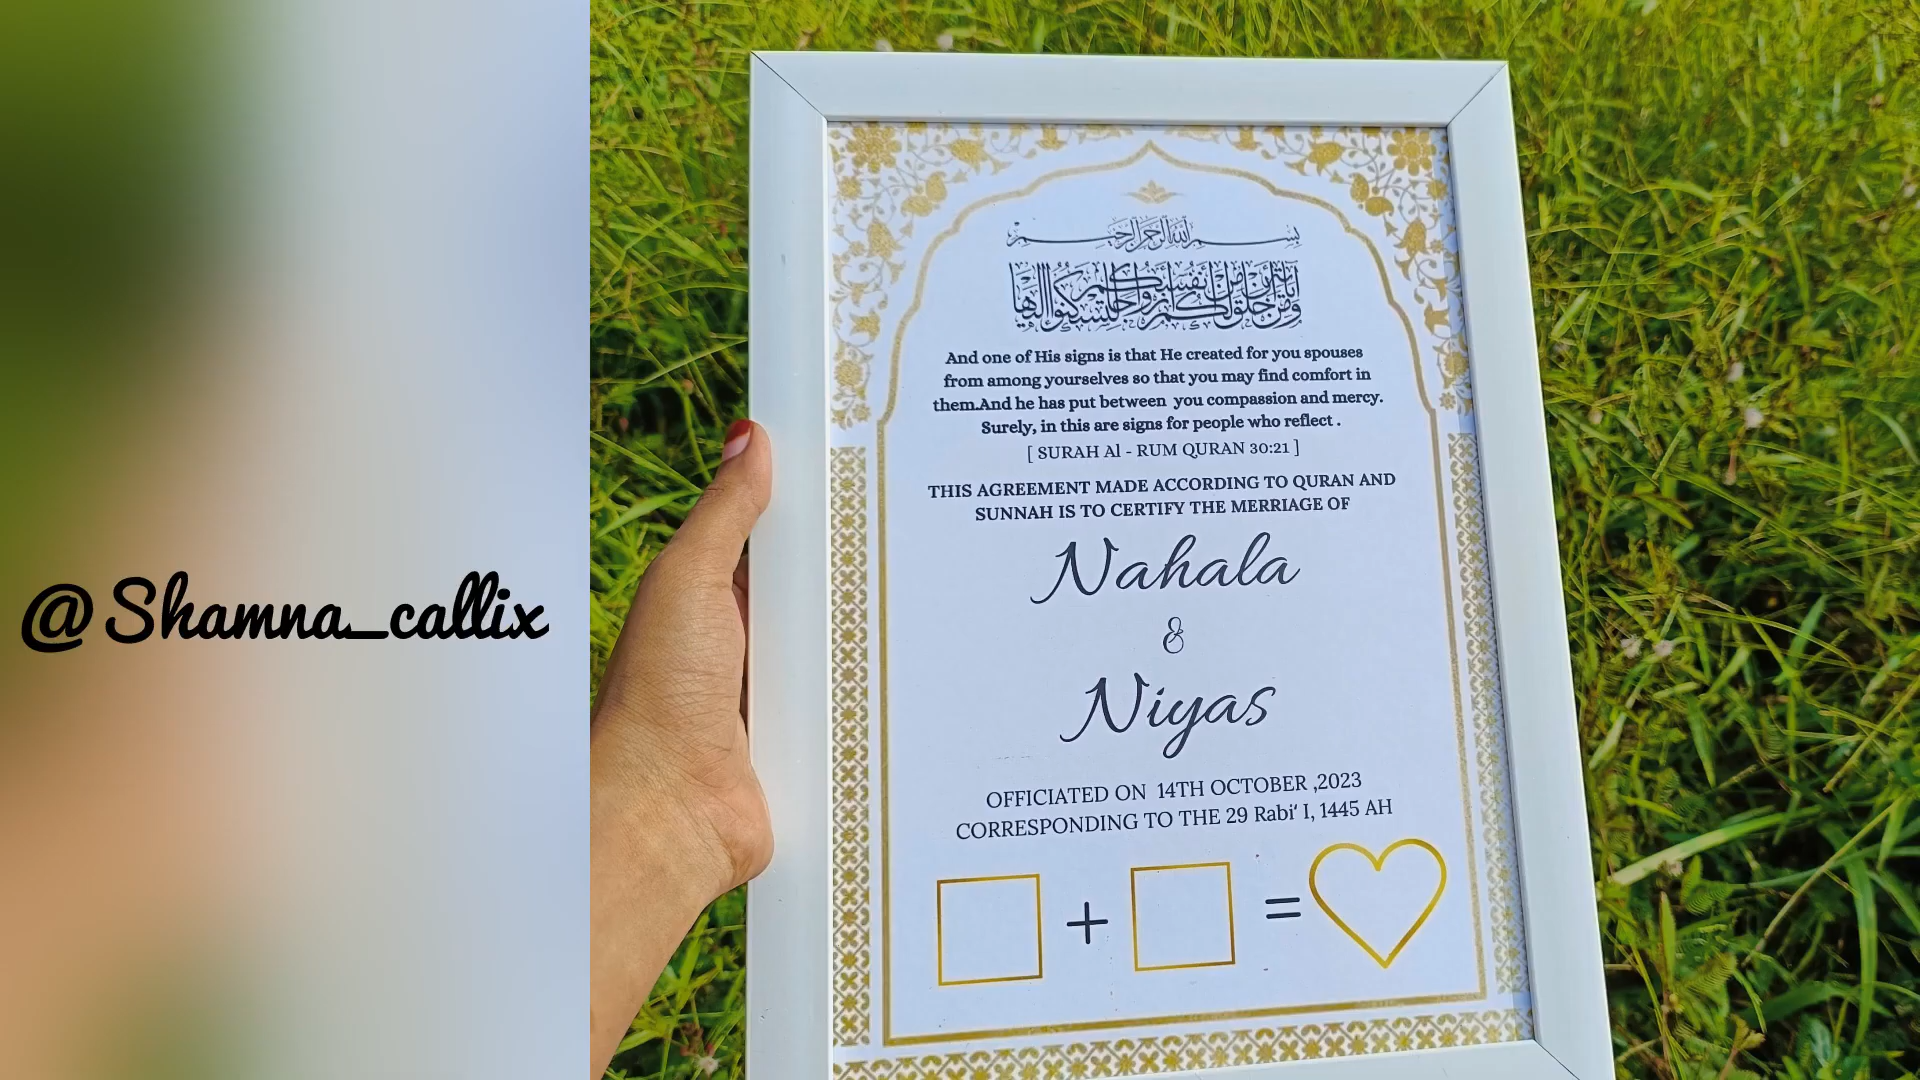 @Shamna_callix
بسم الله الرحمن الرحيم
ومن آياته أن خلق لكم من أنفسكم أزواجا لتسكنوا إليها
And one of His signs is that He created for you spouses
from among yourselves so that you may find comfort in
them.And he has put between you compassion and mercy.
Surely, in this are signs for people who reflect .
[ SURAH Al - RUM QURAN 30:21 ]
THIS AGREEMENT MADE ACCORDING TO QURAN AND
SUNNAH IS TO CERTIFY THE MERRIAGE OF
Nahala
&
Niyas
OFFICIATED ON 14TH OCTOBER ,2023
CORRESPONDING TO THE 29 Rabi‘ I, 1445 AH
+ =